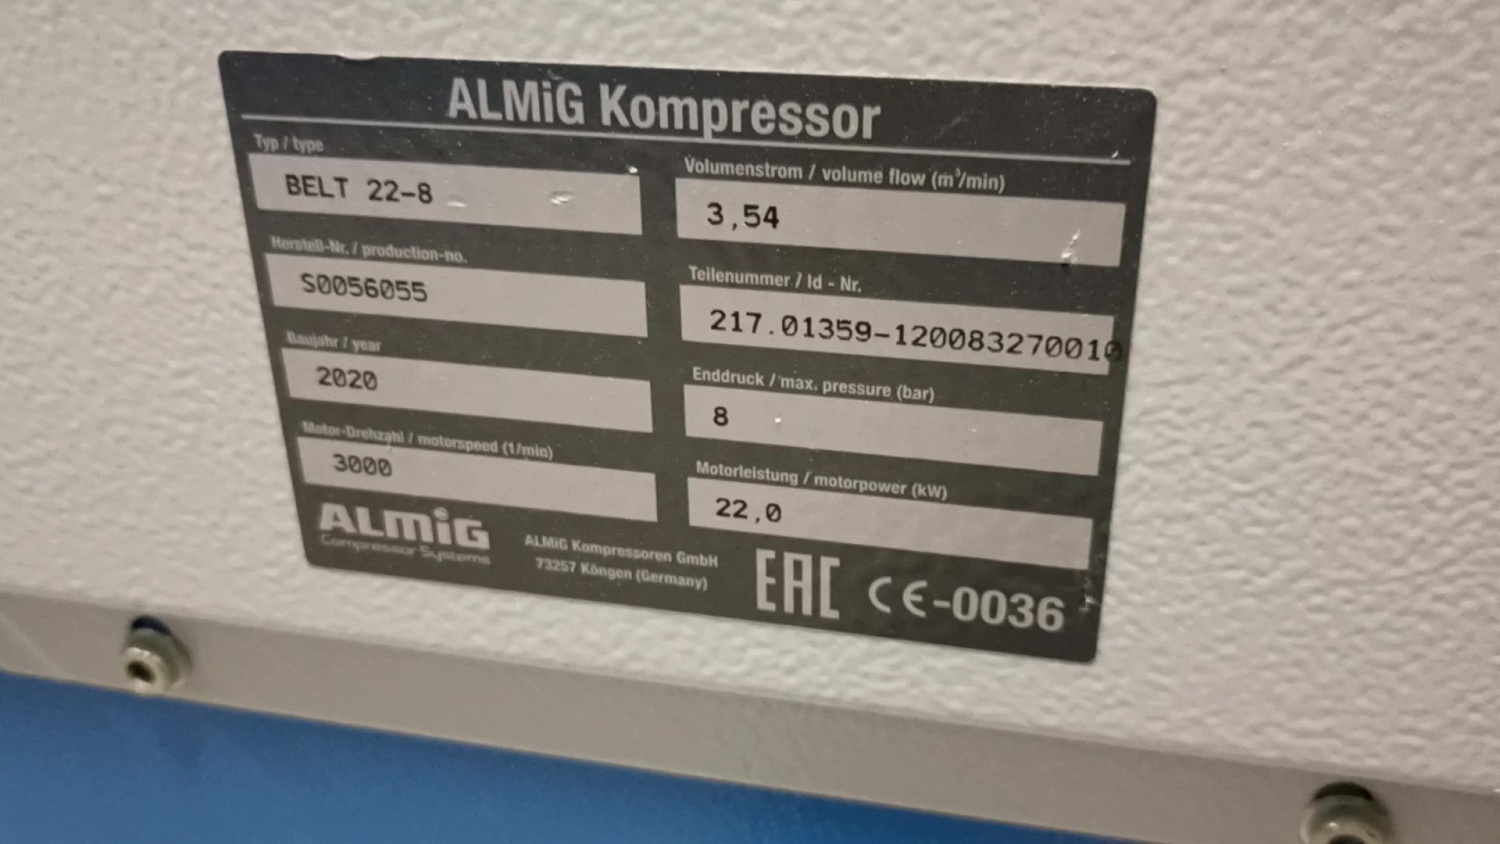 ALMiG Kompressor
Typ / type
BELT 22-8
Volumenstrom / volume flow (m³/min)
3,54
Herstell-Nr. / production-no.
S0056055
Teilenummer / Id - Nr.
217.01359-120083270010
Baujahr / year
2020
Enddruck / max. pressure (bar)
8
Motor-Drehzahl / motorspeed (1/min)
3000
Motorleistung / motorpower (kW)
22,0
ALMiG
Compressor Systems
ALMiG Kompressoren GmbH
73257 Köngen (Germany)
EAC CE-0036